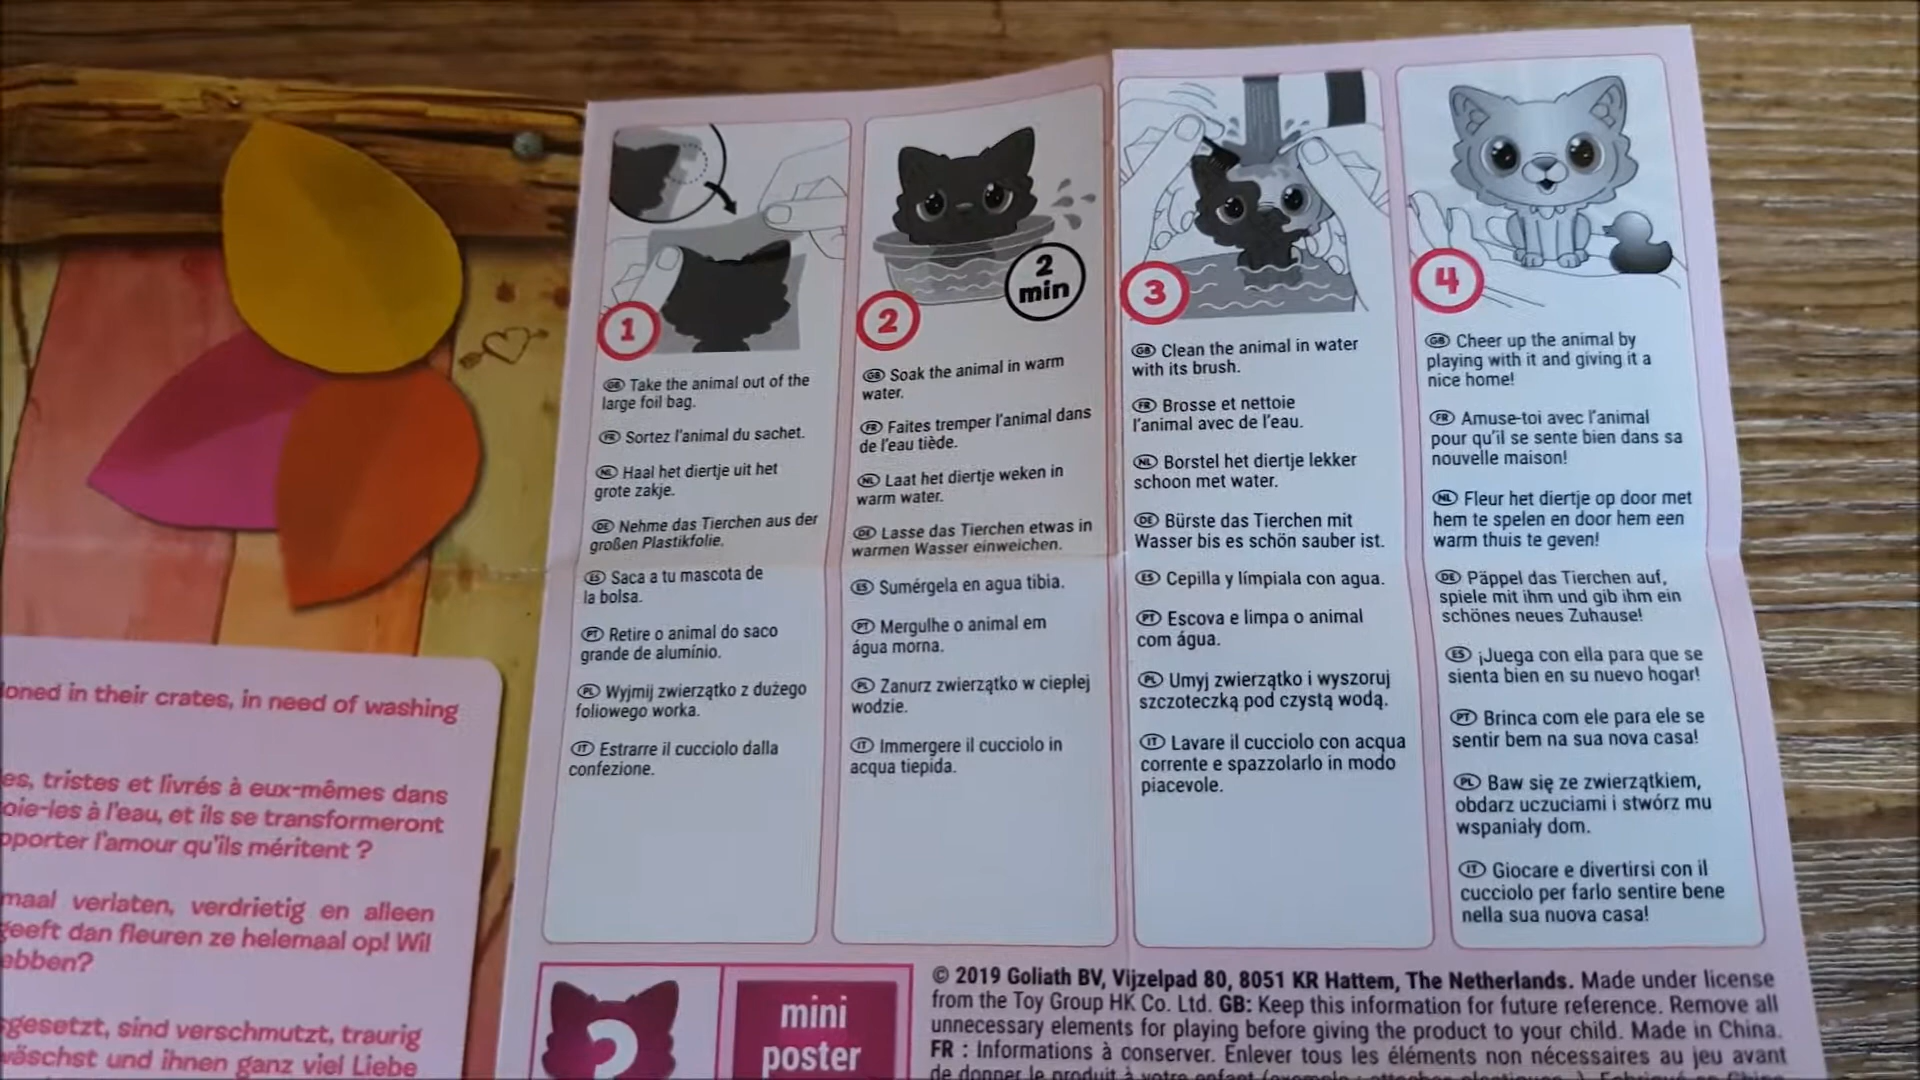 ioned in their crates, in need of washing
es, tristes et livrés à eux-mêmes dans
oie-les à l'eau, et ils se transformeront
pporter l'amour qu'ils méritent ?
maal verlaten, verdrietig en alleen
geeft dan fleuren ze helemaal op! Wil
ebben?
sgesetzt, sind verschmutzt, traurig
wäschst und ihnen ganz viel Liebe
1
GB Take the animal out of the
large foil bag.
FR Sortez l'animal du sachet.
NL Haal het diertje uit het
grote zakje.
DE Nehme das Tierchen aus der
großen Plastikfolie.
ES Saca a tu mascota de
la bolsa.
PT Retire o animal do saco
grande de alumínio.
PL Wyjmij zwierzątko z dużego
foliowego worka.
IT Estrarre il cucciolo dalla
confezione.
2 min
2
GB Soak the animal in warm
water.
FR Faites tremper l'animal dans
de l'eau tiède.
NL Laat het diertje weken in
warm water.
DE Lasse das Tierchen etwas in
warmen Wasser einweichen.
ES Sumérgela en agua tibia.
PT Mergulhe o animal em
água morna.
PL Zanurz zwierzątko w ciepłej
wodzie.
IT Immergere il cucciolo in
acqua tiepida.
3
GB Clean the animal in water
with its brush.
FR Brosse et nettoie
l'animal avec de l'eau.
NL Borstel het diertje lekker
schoon met water.
DE Bürste das Tierchen mit
Wasser bis es schön sauber ist.
ES Cepilla y límpiala con agua.
PT Escova e limpa o animal
com água.
PL Umyj zwierzątko i wyszoruj
szczoteczką pod czystą wodą.
IT Lavare il cucciolo con acqua
corrente e spazzolarlo in modo
piacevole.
4
GB Cheer up the animal by
playing with it and giving it a
nice home!
FR Amuse-toi avec l'animal
pour qu'il se sente bien dans sa
nouvelle maison!
NL Fleur het diertje op door met
hem te spelen en door hem een
warm thuis te geven!
DE Päppel das Tierchen auf,
spiele mit ihm und gib ihm ein
schönes neues Zuhause!
ES ¡Juega con ella para que se
sienta bien en su nuevo hogar!
PT Brinca com ele para ele se
sentir bem na sua nova casa!
PL Baw się ze zwierzątkiem,
obdarz uczuciami i stwórz mu
wspaniały dom.
IT Giocare e divertirsi con il
cucciolo per farlo sentire bene
nella sua nuova casa!
?
mini
poster
© 2019 Goliath BV, Vijzelpad 80, 8051 KR Hattem, The Netherlands. Made under license
from the Toy Group HK Co. Ltd. GB: Keep this information for future reference. Remove all
unnecessary elements for playing before giving the product to your child. Made in China.
FR : Informations à conserver. Enlever tous les éléments non nécessaires au jeu avant
de donner le produit à votre enfant